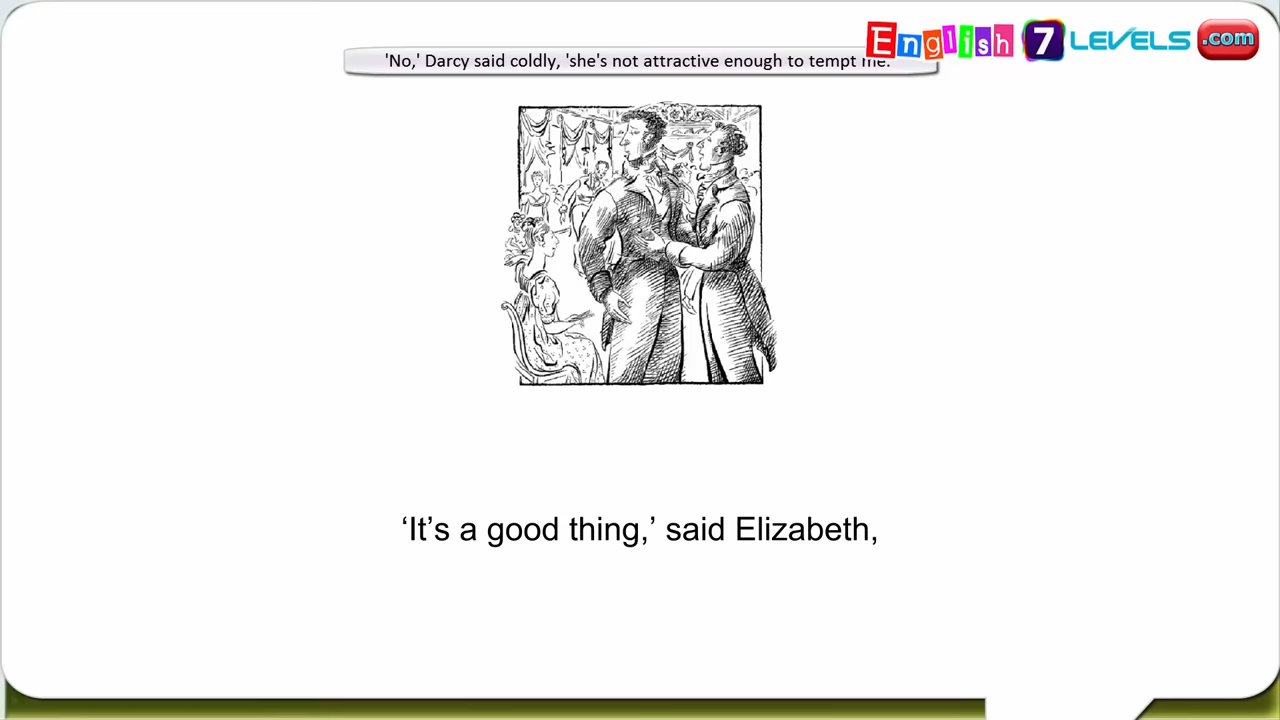 English 7 LEVELS .com
'No,' Darcy said coldly, 'she's not attractive enough to tempt me.'
‘It’s a good thing,’ said Elizabeth,